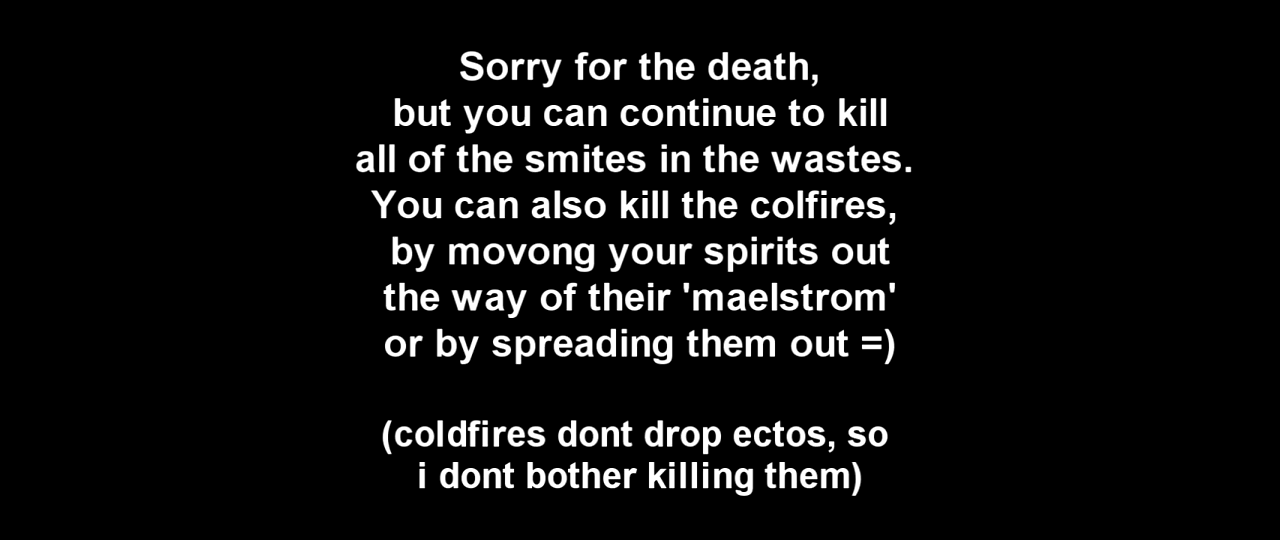 Sorry for the death,
but you can continue to kill
all of the smites in the wastes.
You can also kill the colfires,
by movong your spirits out
the way of their 'maelstrom'
or by spreading them out =)
(coldfires dont drop ectos, so
i dont bother killing them)